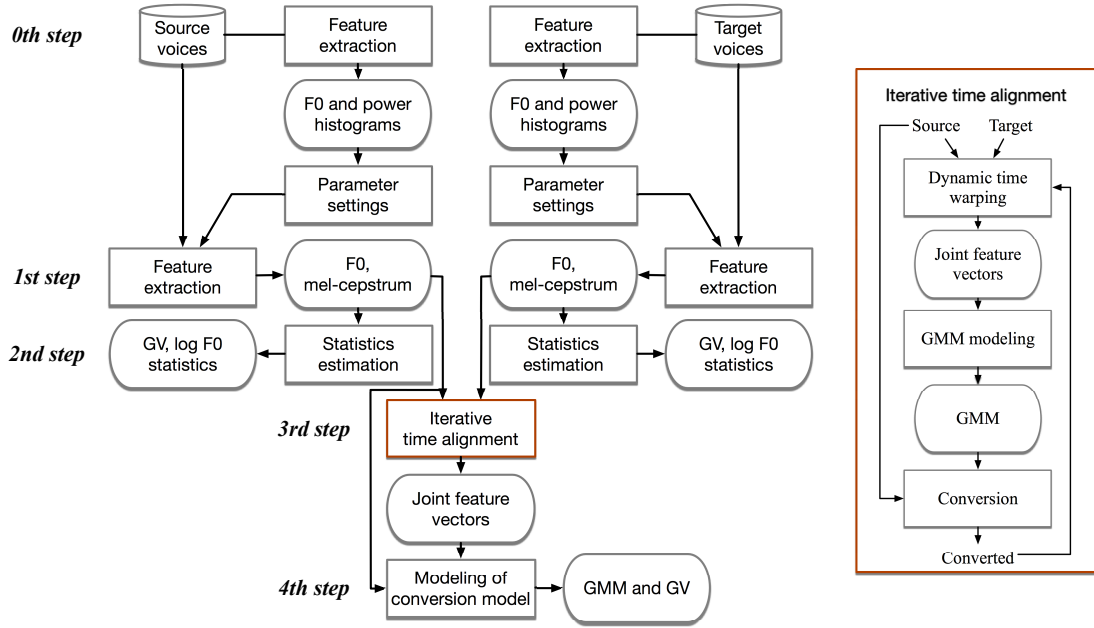 0th step
Source
voices
Feature
extraction
Feature
extraction
Target
voices
F0 and power
histograms
F0 and power
histograms
Parameter
settings
Parameter
settings
1st step
Feature
extraction
F0,
mel-cepstrum
F0,
mel-cepstrum
Feature
extraction
2nd step
GV, log F0
statistics
Statistics
estimation
Statistics
estimation
GV, log F0
statistics
3rd step
Iterative
time alignment
Joint feature
vectors
4th step
Modeling of
conversion model
GMM and GV
Iterative time alignment
Source
Target
Dynamic time
warping
Joint feature
vectors
GMM modeling
GMM
Conversion
Converted